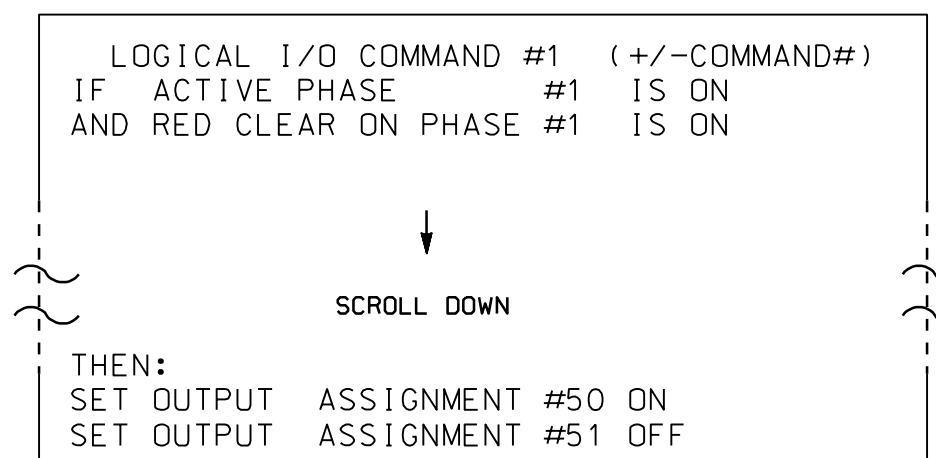 LOGICAL I/O COMMAND #1 (+/-COMMAND#)
IF ACTIVE PHASE #1 IS ON
AND RED CLEAR ON PHASE #1 IS ON
SCROLL DOWN
THEN:
SET OUTPUT ASSIGNMENT #50 ON
SET OUTPUT ASSIGNMENT #51 OFF